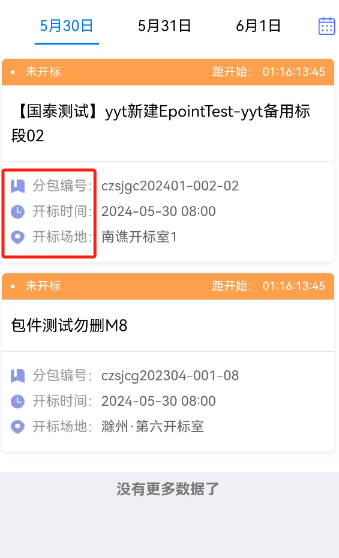 5月30日 5月31日 6月1日
未开标 距开始： 01:16:13:45
【国泰测试】yyt新建EpointTest-yyt备用标
段02
分包编号： czsjgc202401-002-02
开标时间： 2024-05-30 08:00
开标场地： 南谯开标室1
未开标 距开始： 01:16:13:45
包件测试勿删M8
分包编号： czsjcg202304-001-08
开标时间： 2024-05-30 08:00
开标场地： 滁州·第六开标室
没有更多数据了